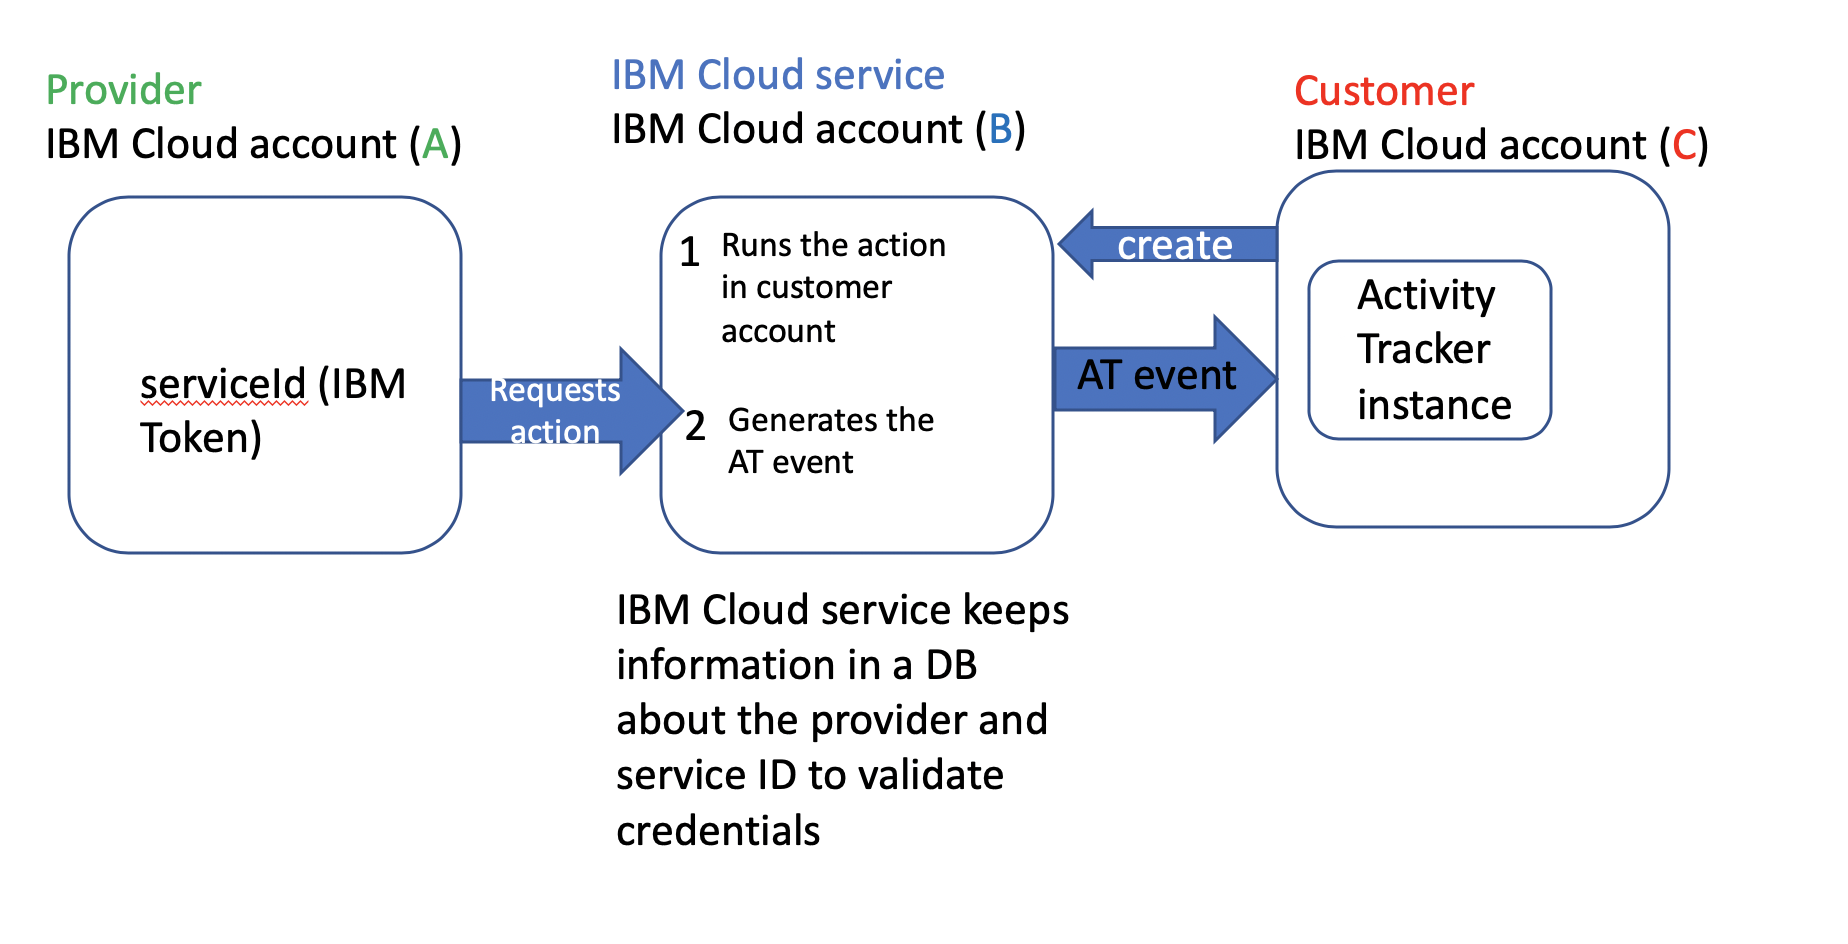 Provider
IBM Cloud account (A)
serviceId (IBM
Token)
Requests
action
IBM Cloud service
IBM Cloud account (B)
1 Runs the action
in customer
account
2 Generates the
AT event
IBM Cloud service keeps
information in a DB
about the provider and
service ID to validate
credentials
create
AT event
Customer
IBM Cloud account (C)
Activity
Tracker
instance